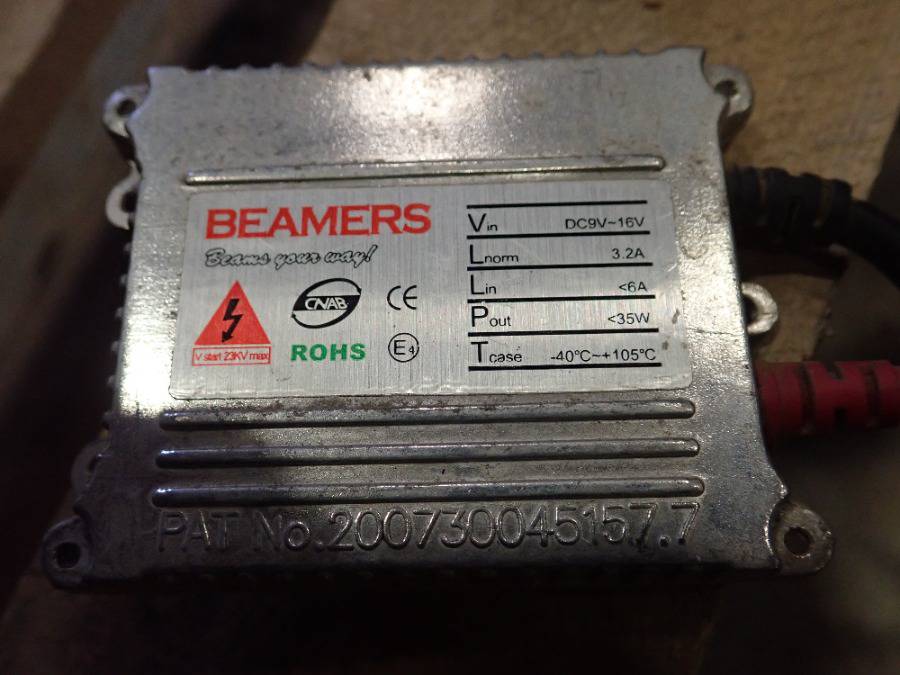 BEAMERS
Beams your way!
CNAB
CE
V start 23KV max
ROHS
E4
Vin DC9V~16V
Lnorm 3.2A
Lin <6A
Pout <35W
Tcase -40℃~+105℃
PAT No.200730045157.7